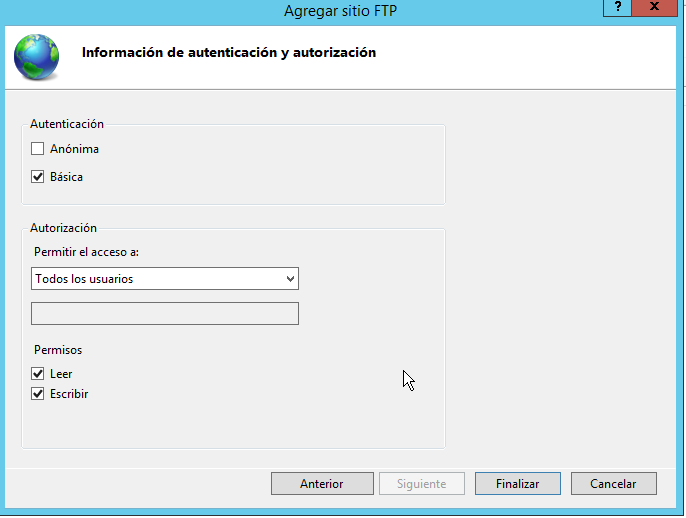 Agregar sitio FTP
? X
Información de autenticación y autorización
Autenticación
Anónima
Básica
Autorización
Permitir el acceso a:
Todos los usuarios
Permisos
Leer
Escribir
Anterior Siguiente Finalizar Cancelar